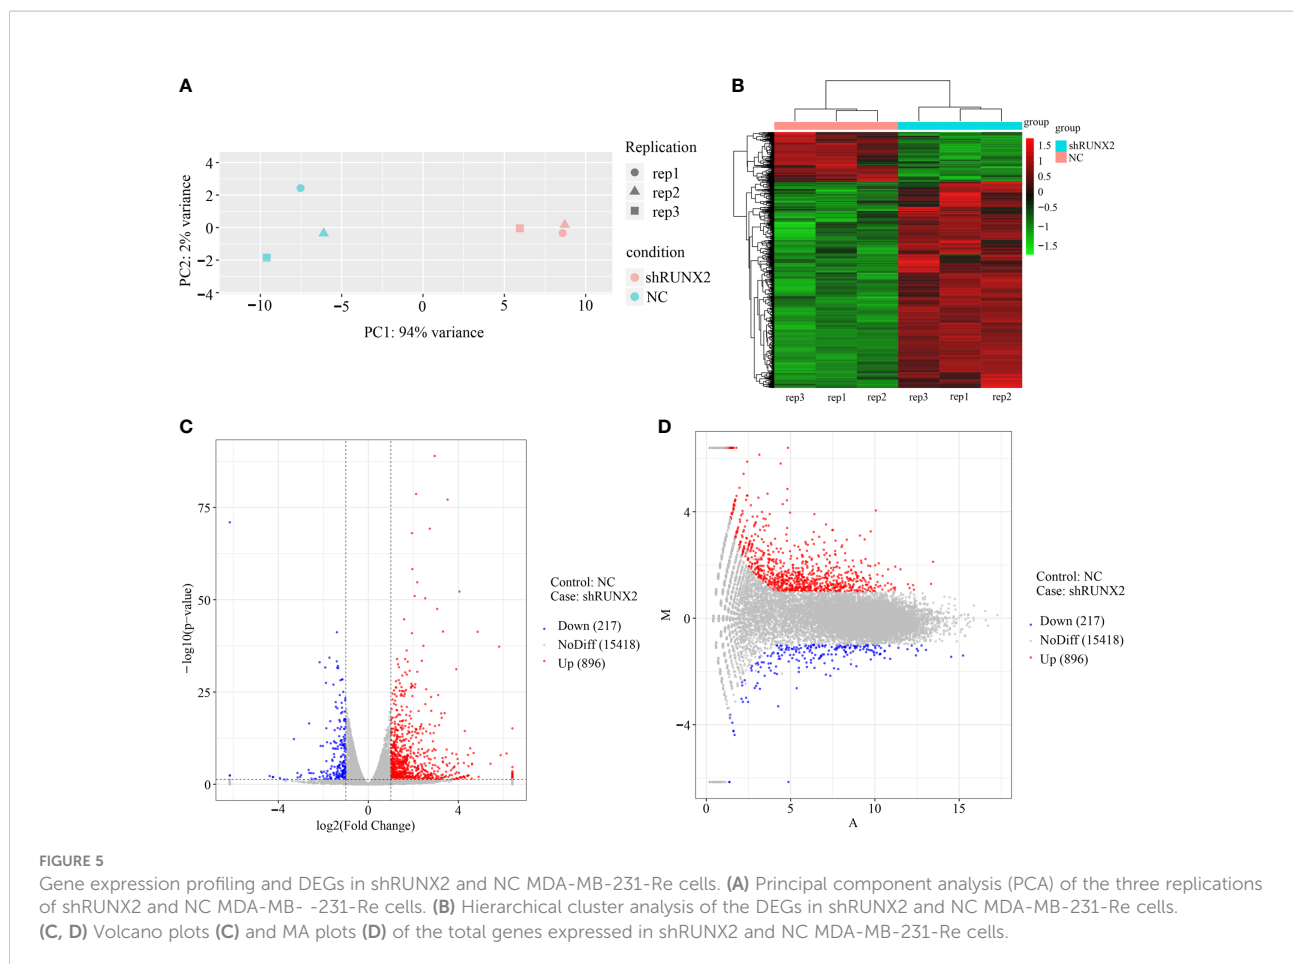 A
4
2
0
−2
−4
PC2: 2% variance
−10
−5
0
5
10
PC1: 94% variance
Replication
rep1
rep2
rep3
condition
shRUNX2
NC
B
group
1.5
0.5
0
−0.5
−1
−1.5
group
shRUNX2
NC
rep3 rep1 rep2 rep3 rep1 rep2
C
75
50
25
0
−log10(p−value)
−4 0 4
log2(Fold Change)
Control: NC
Case: shRUNX2
Down (217)
NoDiff (15418)
Up (896)
D
4
0
−4
M
0 5 10 15
A
Control: NC
Case: shRUNX2
Down (217)
NoDiff (15418)
Up (896)
FIGURE 5
Gene expression profiling and DEGs in shRUNX2 and NC MDA-MB-231-Re cells. (A) Principal component analysis (PCA) of the three replications
of shRUNX2 and NC MDA-MB- -231-Re cells. (B) Hierarchical cluster analysis of the DEGs in shRUNX2 and NC MDA-MB-231-Re cells.
(C, D) Volcano plots (C) and MA plots (D) of the total genes expressed in shRUNX2 and NC MDA-MB-231-Re cells.